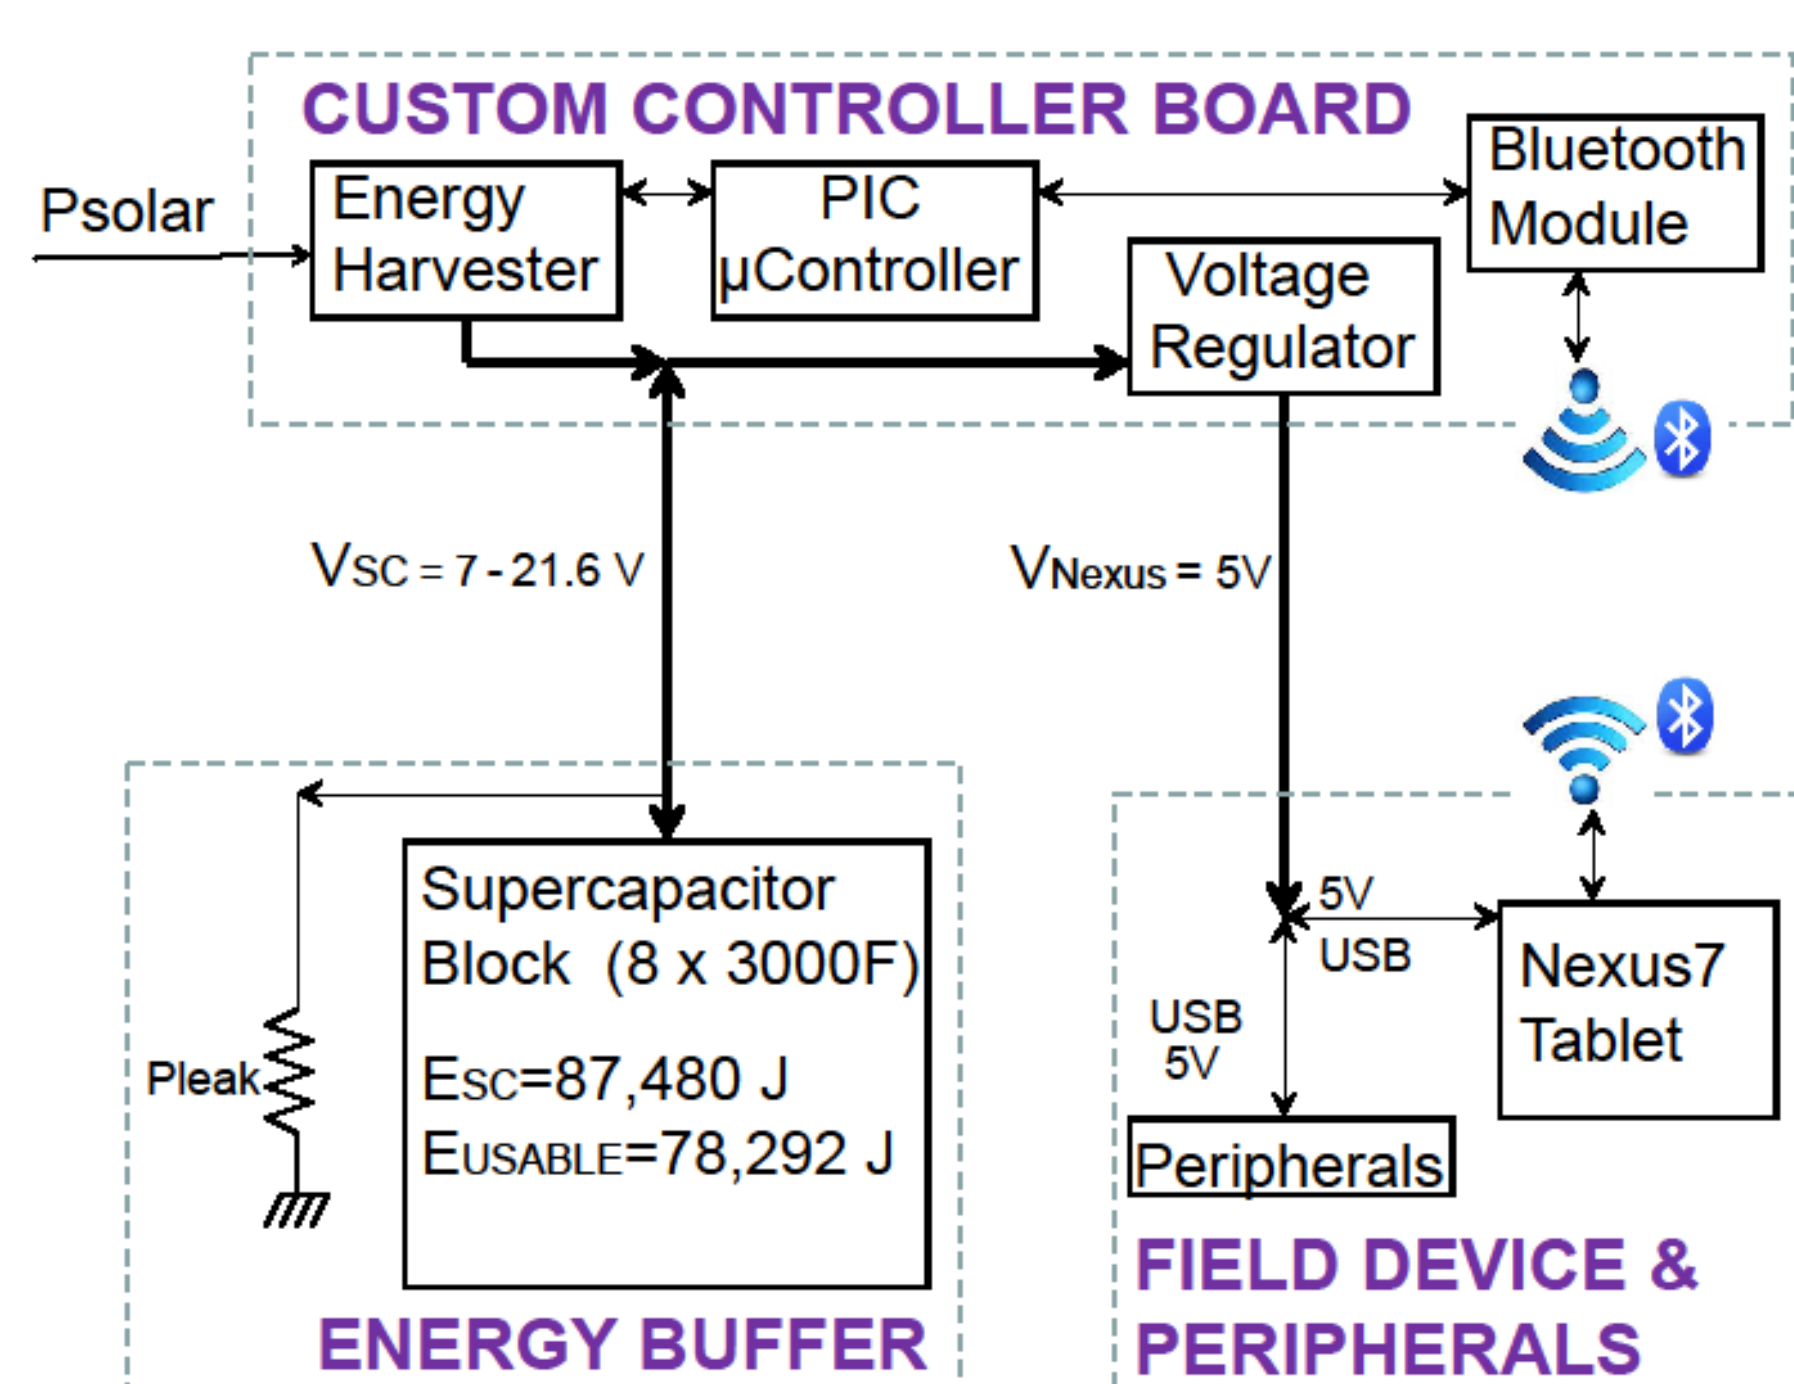 CUSTOM CONTROLLER BOARD
Psolar
Energy
Harvester
PIC
µController
Bluetooth
Module
Voltage
Regulator
VSC = 7 - 21.6 V
VNexus = 5V
Pleak
Supercapacitor
Block (8 x 3000F)
ESC=87,480 J
EUSABLE=78,292 J
ENERGY BUFFER
5V
USB
USB
5V
Nexus7
Tablet
Peripherals
FIELD DEVICE &
PERIPHERALS